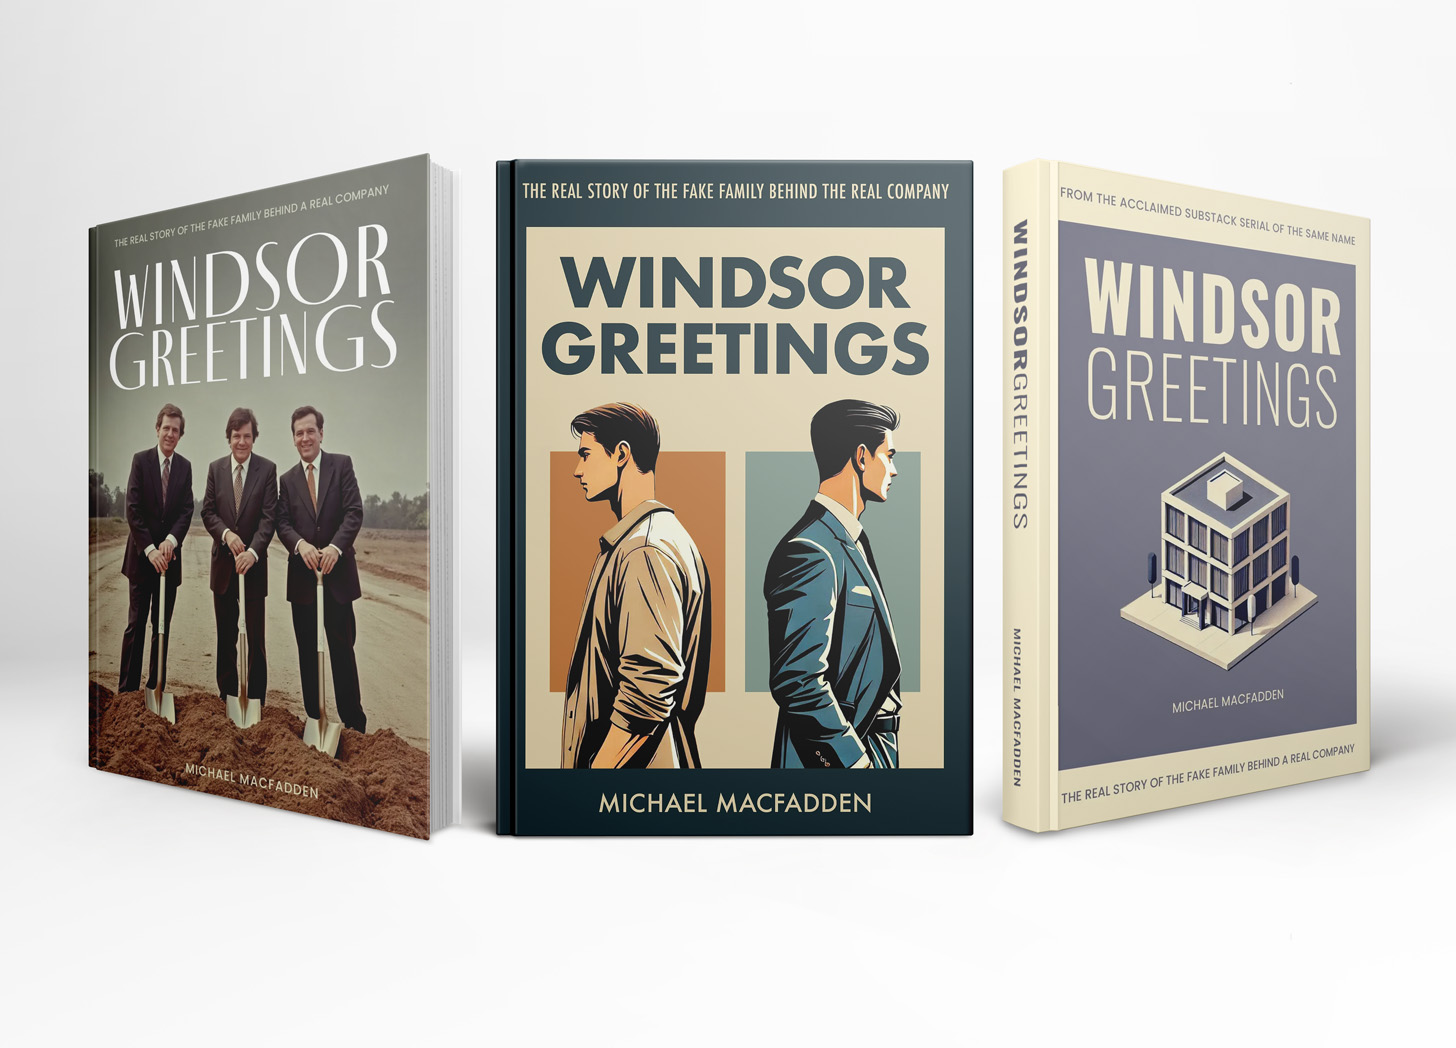 THE REAL STORY OF THE FAKE FAMILY BEHIND A REAL COMPANY
WINDSOR
GREETINGS
MICHAEL MACFADDEN
THE REAL STORY OF THE FAKE FAMILY BEHIND THE REAL COMPANY
WINDSOR
GREETINGS
MICHAEL MACFADDEN
WINDSORGREETINGS
MICHAEL MACFADDEN
FROM THE ACCLAIMED SUBSTACK SERIAL OF THE SAME NAME
WINDSOR
GREETINGS
MICHAEL MACFADDEN
THE REAL STORY OF THE FAKE FAMILY BEHIND A REAL COMPANY